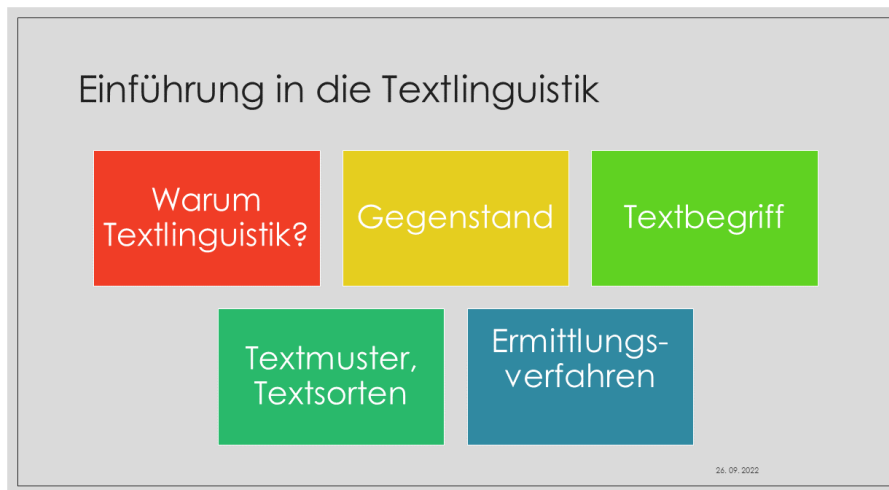 Einführung in die Textlinguistik
Warum
Textlinguistik?
Gegenstand
Textbegriff
Textmuster,
Textsorten
Ermittlungs-
verfahren
26. 09. 2022